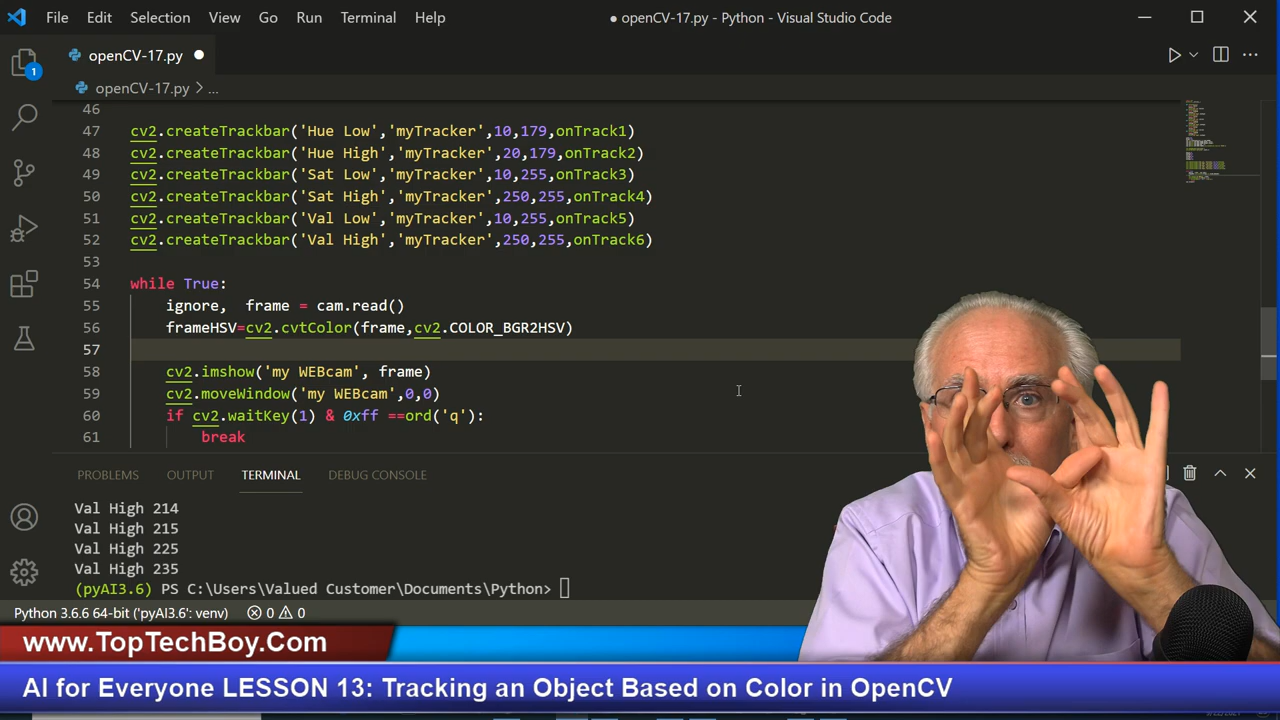 File Edit Selection View Go Run Terminal Help ● openCV-17.py - Python - Visual Studio Code
openCV-17.py
1
openCV-17.py > ...
46
47 cv2.createTrackbar('Hue Low','myTracker',10,179,onTrack1)
48 cv2.createTrackbar('Hue High','myTracker',20,179,onTrack2)
49 cv2.createTrackbar('Sat Low','myTracker',10,255,onTrack3)
50 cv2.createTrackbar('Sat High','myTracker',250,255,onTrack4)
51 cv2.createTrackbar('Val Low','myTracker',10,255,onTrack5)
52 cv2.createTrackbar('Val High','myTracker',250,255,onTrack6)
53
54 while True:
55 ignore, frame = cam.read()
56 frameHSV=cv2.cvtColor(frame,cv2.COLOR_BGR2HSV)
57
58 cv2.imshow('my WEBcam', frame)
59 cv2.moveWindow('my WEBcam',0,0)
60 if cv2.waitKey(1) & 0xff ==ord('q'):
61 break
PROBLEMS OUTPUT TERMINAL DEBUG CONSOLE
Val High 214
Val High 215
Val High 225
Val High 235
(pyAI3.6) PS C:\Users\Valued Customer\Documents\Python>
Python 3.6.6 64-bit ('pyAI3.6': venv) 0 0
www.TopTechBoy.Com
AI for Everyone LESSON 13: Tracking an Object Based on Color in OpenCV